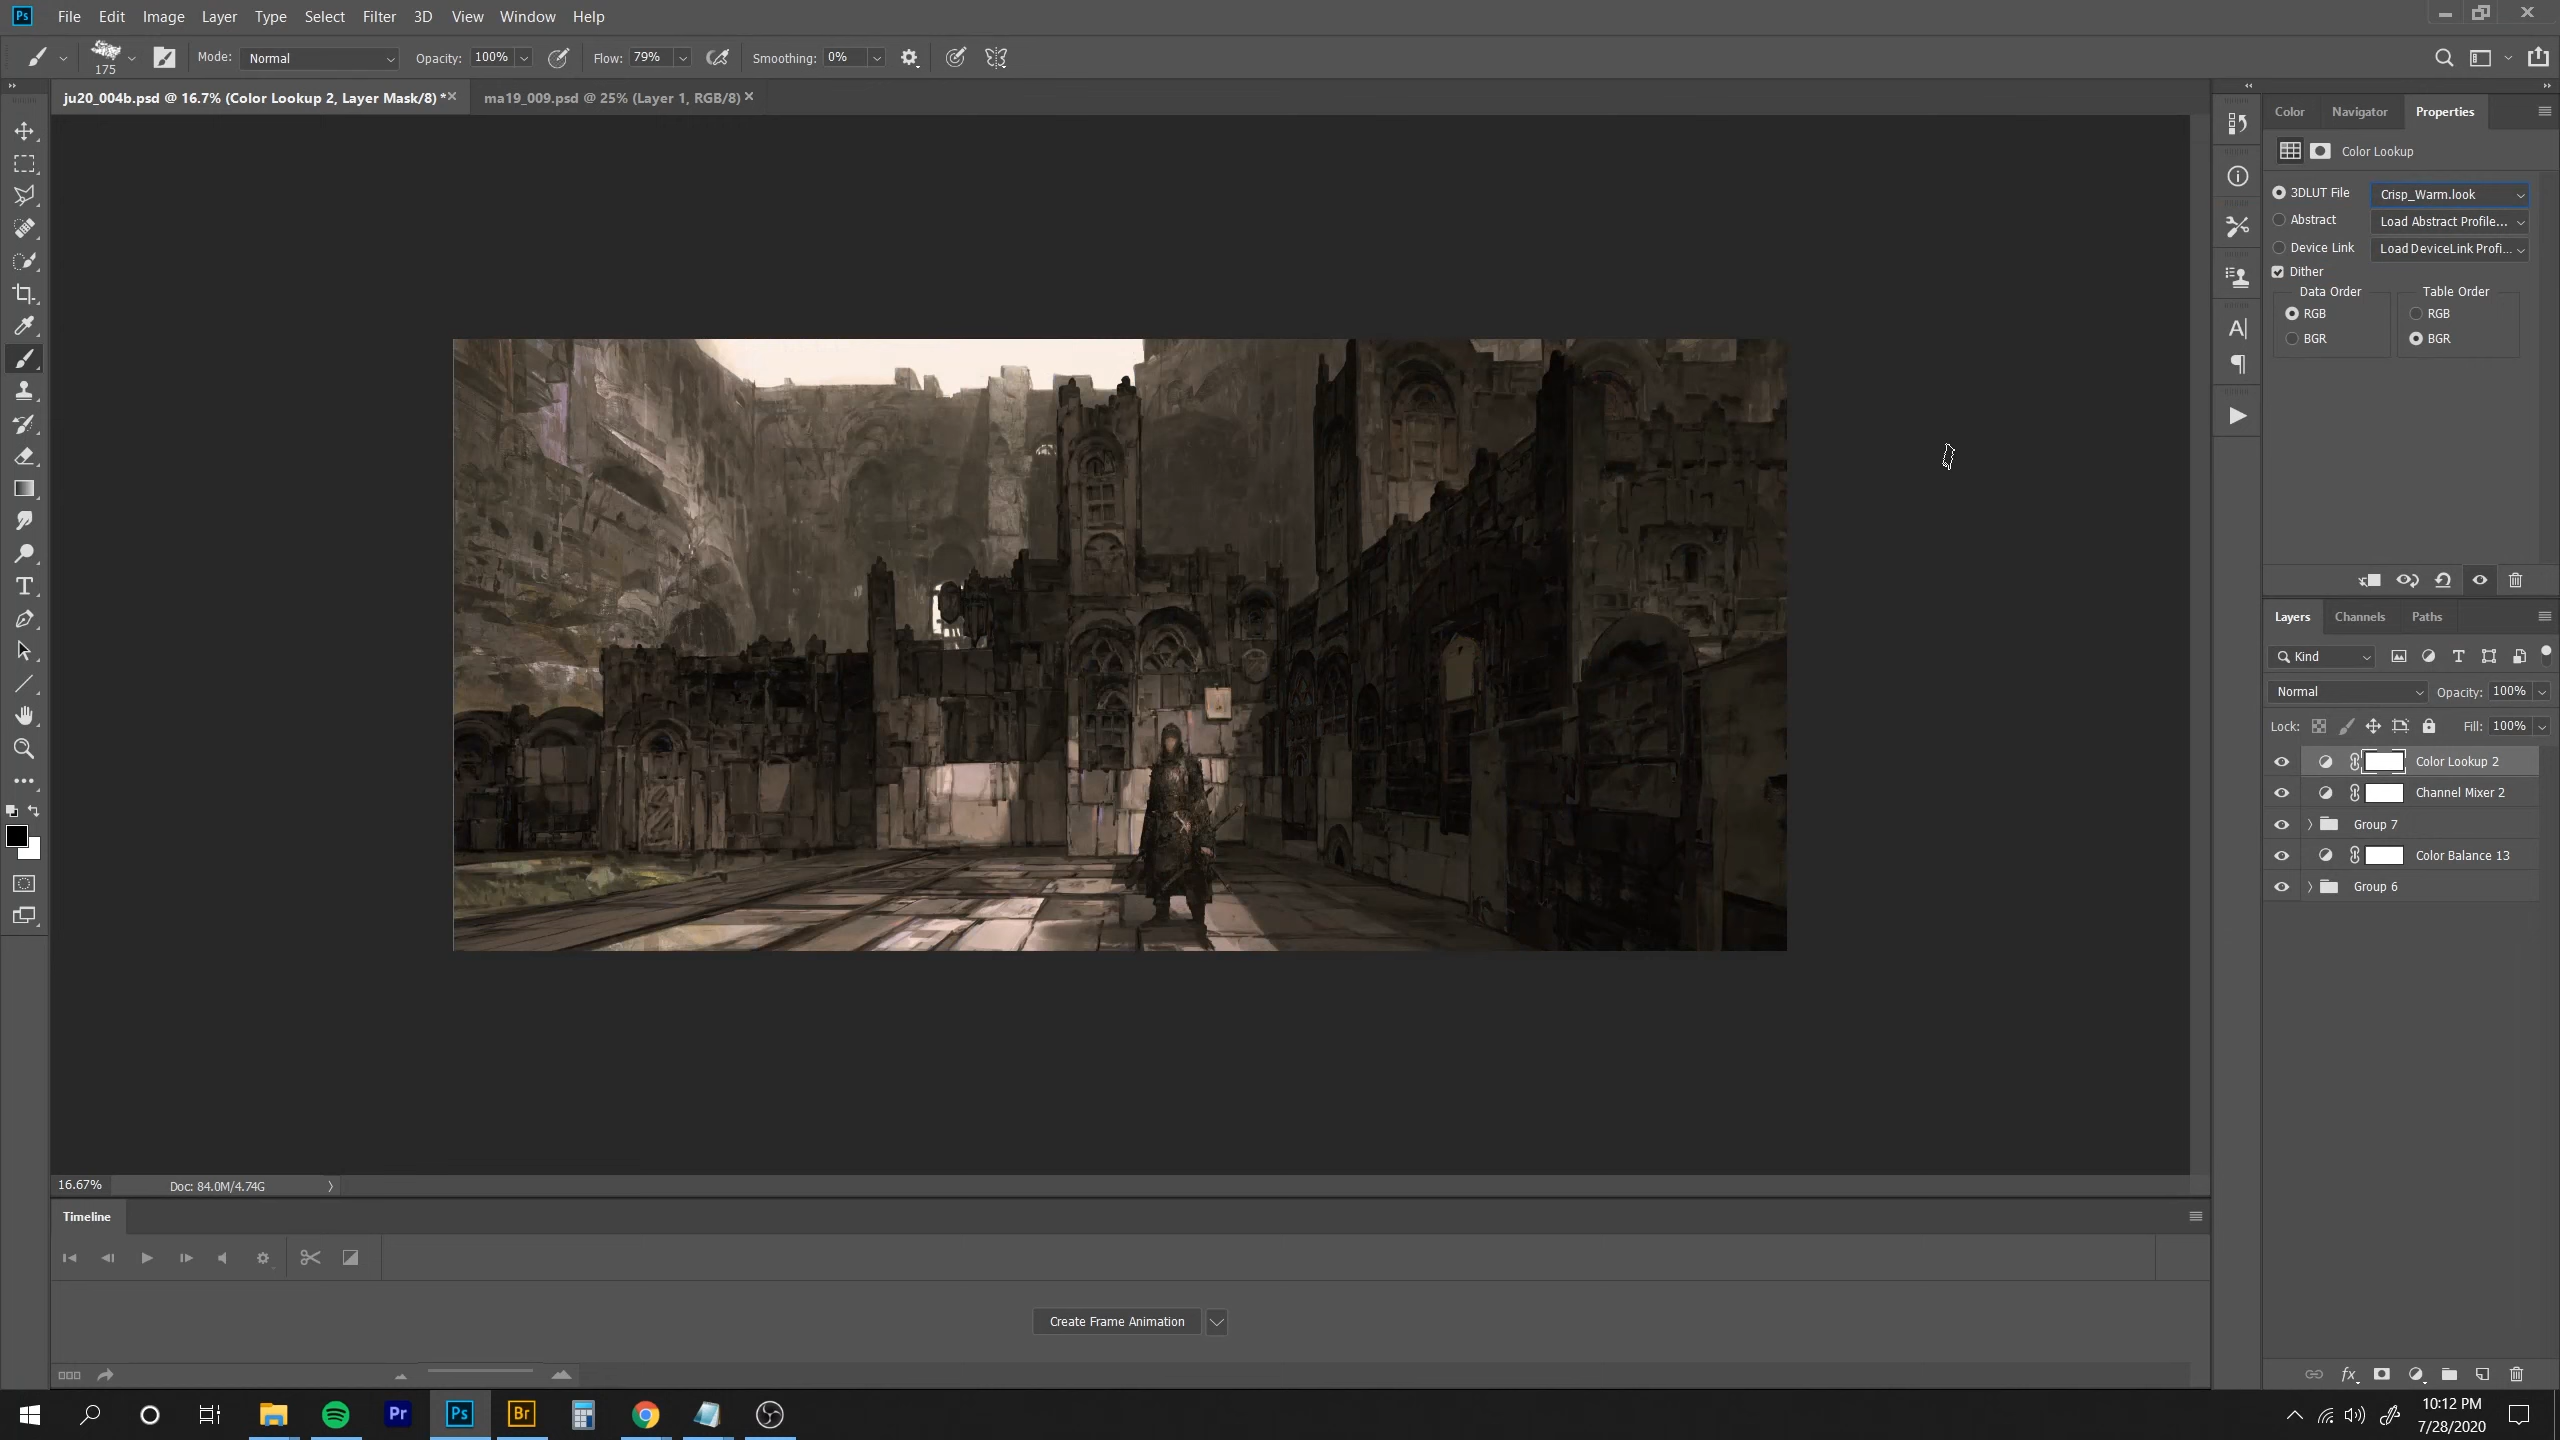 Ps File Edit Image Layer Type Select Filter 3D View Window Help
175 Mode: Normal Opacity: 100% Flow: 79% Smoothing: 0%
ju20_004b.psd @ 16.7% (Color Lookup 2, Layer Mask/8) * ma19_009.psd @ 25% (Layer 1, RGB/8)
Color Navigator Properties
Color Lookup
3DLUT File Crisp_Warm.look
Abstract Load Abstract Profile...
Device Link Load DeviceLink Profi...
Dither
Data Order Table Order
RGB RGB
BGR BGR
Layers Channels Paths
Kind
Normal Opacity: 100%
Lock: Fill: 100%
Color Lookup 2
Channel Mixer 2
Group 7
Color Balance 13
Group 6
16.67% Doc: 84.0M/4.74G
Timeline
Create Frame Animation
Pr Ps Br
10:12 PM
7/28/2020